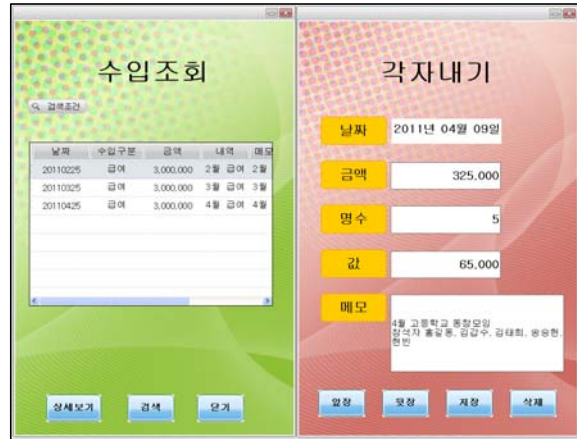 수입조회
검색조건
날짜 수입구분 금액 내역 메모
20110225 급여 3,000,000 2월 급여 2월
20110325 급여 3,000,000 3월 급여 3월
20110425 급여 3,000,000 4월 급여 4월
상세보기 검색 닫기
각자내기
날짜 2011년 04월 09일
금액 325,000
명수 5
값 65,000
메모
4월 고등학교 동창모임
참석자 홍길동, 김갑수, 김태희, 송승헌,
현빈
앞장 뒷장 저장 삭제